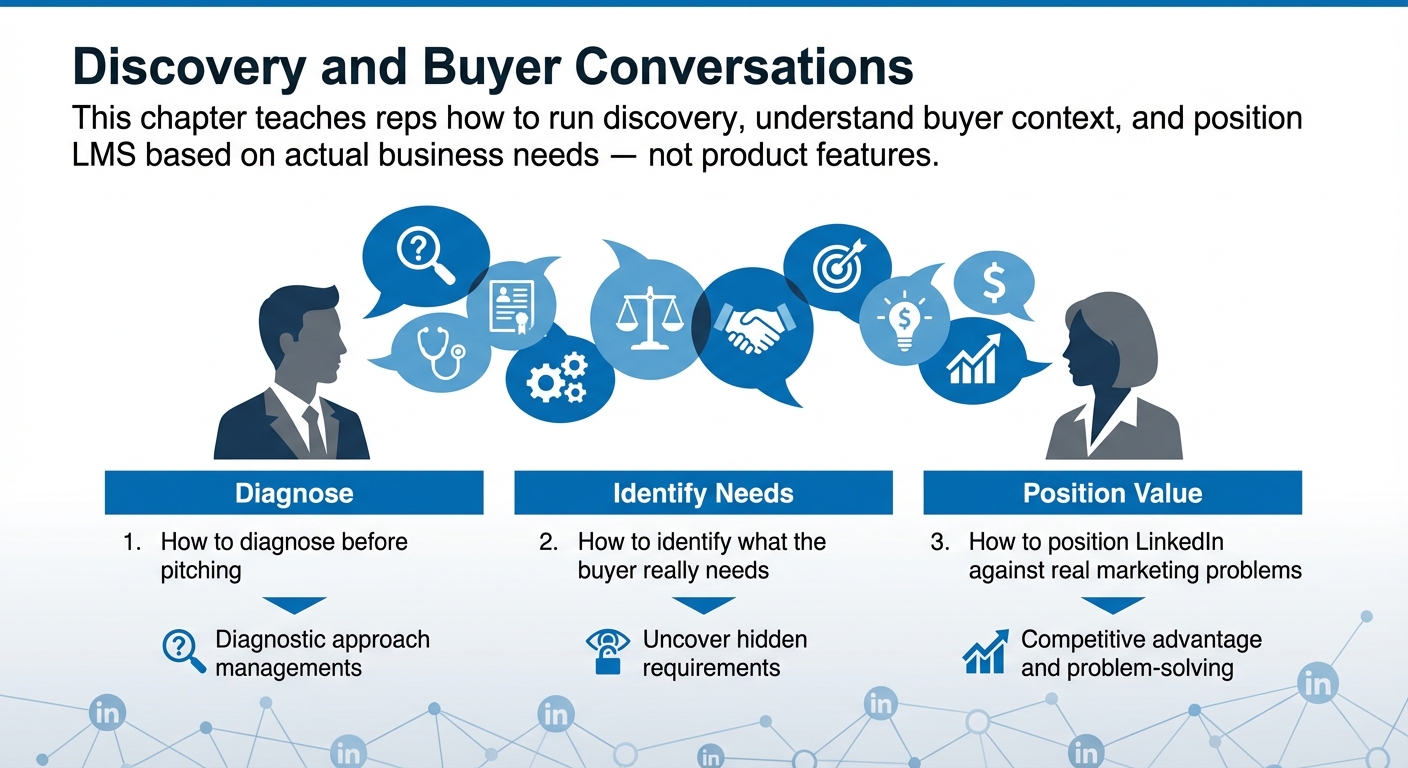 Discovery and Buyer Conversations
This chapter teaches reps how to run discovery, understand buyer context, and position
LMS based on actual business needs — not product features.
?
$
$
Diagnose
1. How to diagnose before
pitching
?
Diagnostic approach
managements
Identify Needs
2. How to identify what the
buyer really needs
Uncover hidden
requirements
Position Value
3. How to position LinkedIn
against real marketing problems
Competitive advantage
and problem-solving
in
in
in
in
in
in
in